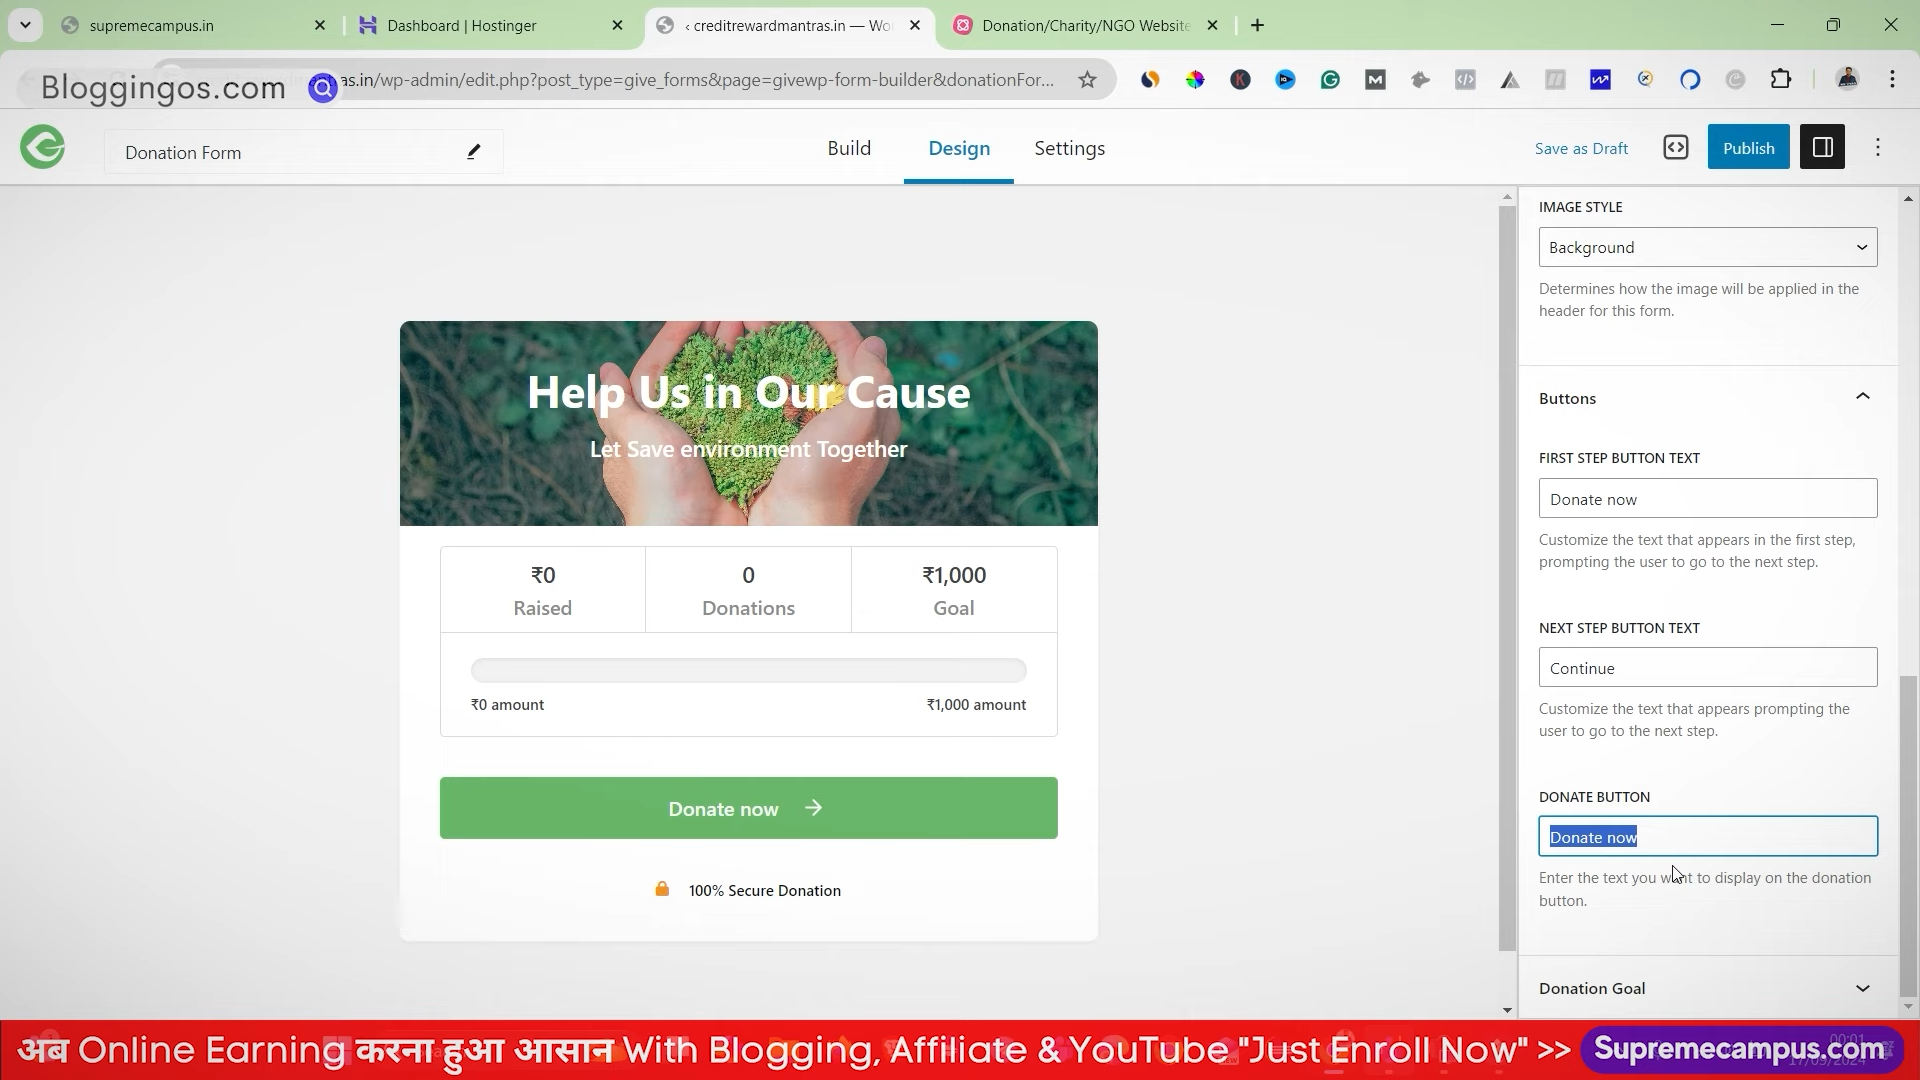 supremecampus.in
Dashboard | Hostinger
‹ creditrewardmantras.in — Wo
Donation/Charity/NGO Website
Bloggingos.com
as.in/wp-admin/edit.php?post_type=give_forms&page=givewp-form-builder&donationFor...
Donation Form
Build
Design
Settings
Save as Draft
Publish
Help Us in Our Cause
Let Save environment Together
₹0
Raised
0
Donations
₹1,000
Goal
₹0 amount
₹1,000 amount
Donate now
100% Secure Donation
IMAGE STYLE
Background
Determines how the image will be applied in the
header for this form.
Buttons
FIRST STEP BUTTON TEXT
Donate now
Customize the text that appears in the first step,
prompting the user to go to the next step.
NEXT STEP BUTTON TEXT
Continue
Customize the text that appears prompting the
user to go to the next step.
DONATE BUTTON
Donate now
Enter the text you want to display on the donation
button.
Donation Goal
अब Online Earning करना हुआ आसान With Blogging, Affiliate & YouTube "Just Enroll Now" >>
Supremecampus.com